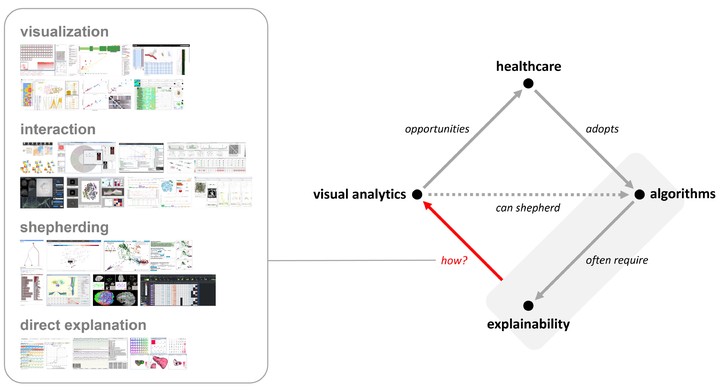 visualization
interaction
shepherding
direct explanation
healthcare
opportunities
adopts
visual analytics
can shepherd
algorithms
how?
often require
explainability